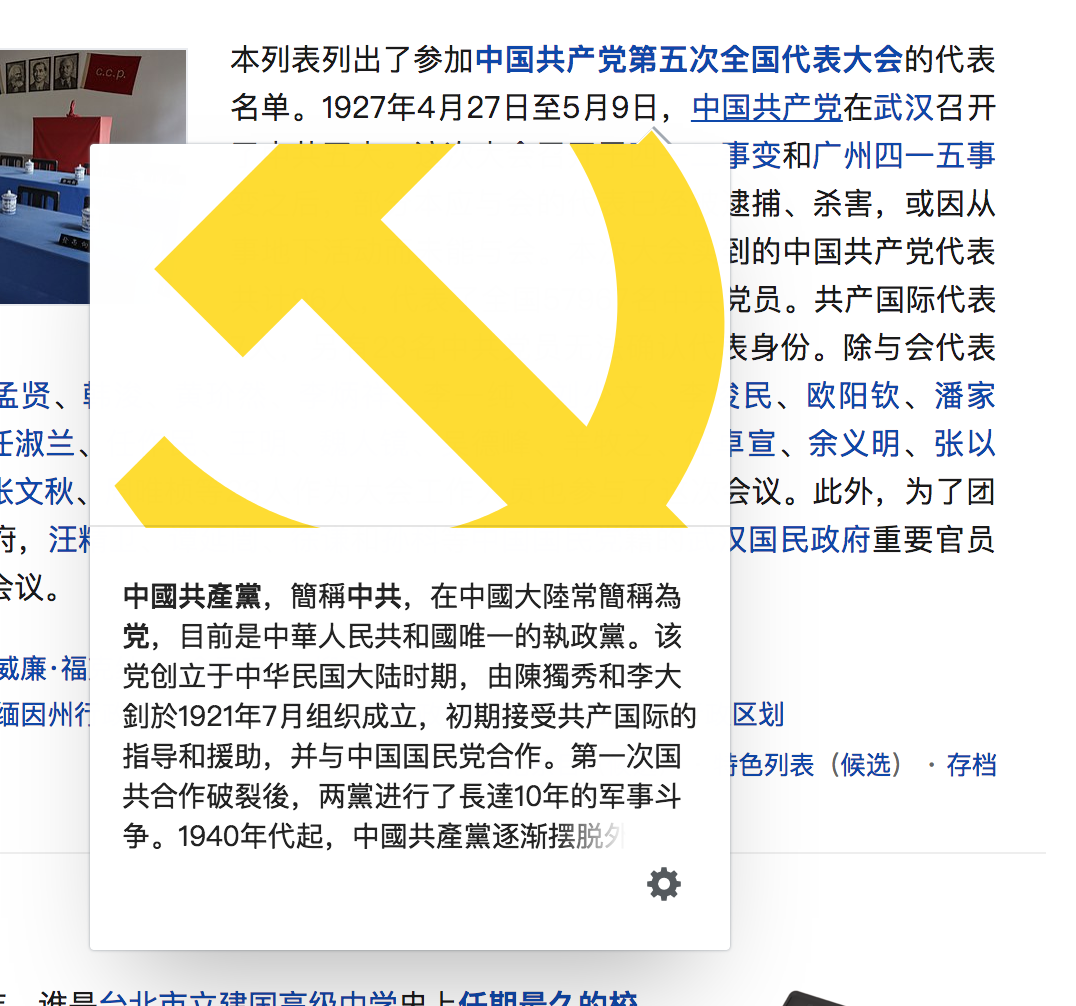 c.c.p.
本列表列出了参加中国共产党第五次全国代表大会的代表
名单。1927年4月27日至5月9日，中国共产党在武汉召开
事变和广州四一五事
逮捕、杀害，或因从
到的中国共产党代表
党员。共产国际代表
表身份。除与会代表
孟贤、
民、欧阳钦、潘家
任淑兰、
卓宣、余义明、张以
张文秋、
会议。此外，为了团
府，汪
汉国民政府重要官员
会议。
中國共產黨，簡稱中共，在中國大陸常簡稱為
党，目前是中華人民共和國唯一的執政黨。该
党创立于中华民国大陆时期，由陳獨秀和李大
釗於1921年7月组织成立，初期接受共产国际的
指导和援助，并与中国国民党合作。第一次国
共合作破裂後，两黨进行了長達10年的军事斗
争。1940年代起，中國共產黨逐渐摆脱外
威廉·福
缅因州行
区划
特色列表（候选） · 存档
谁是台北市立建国高级中学史上任期最久的校